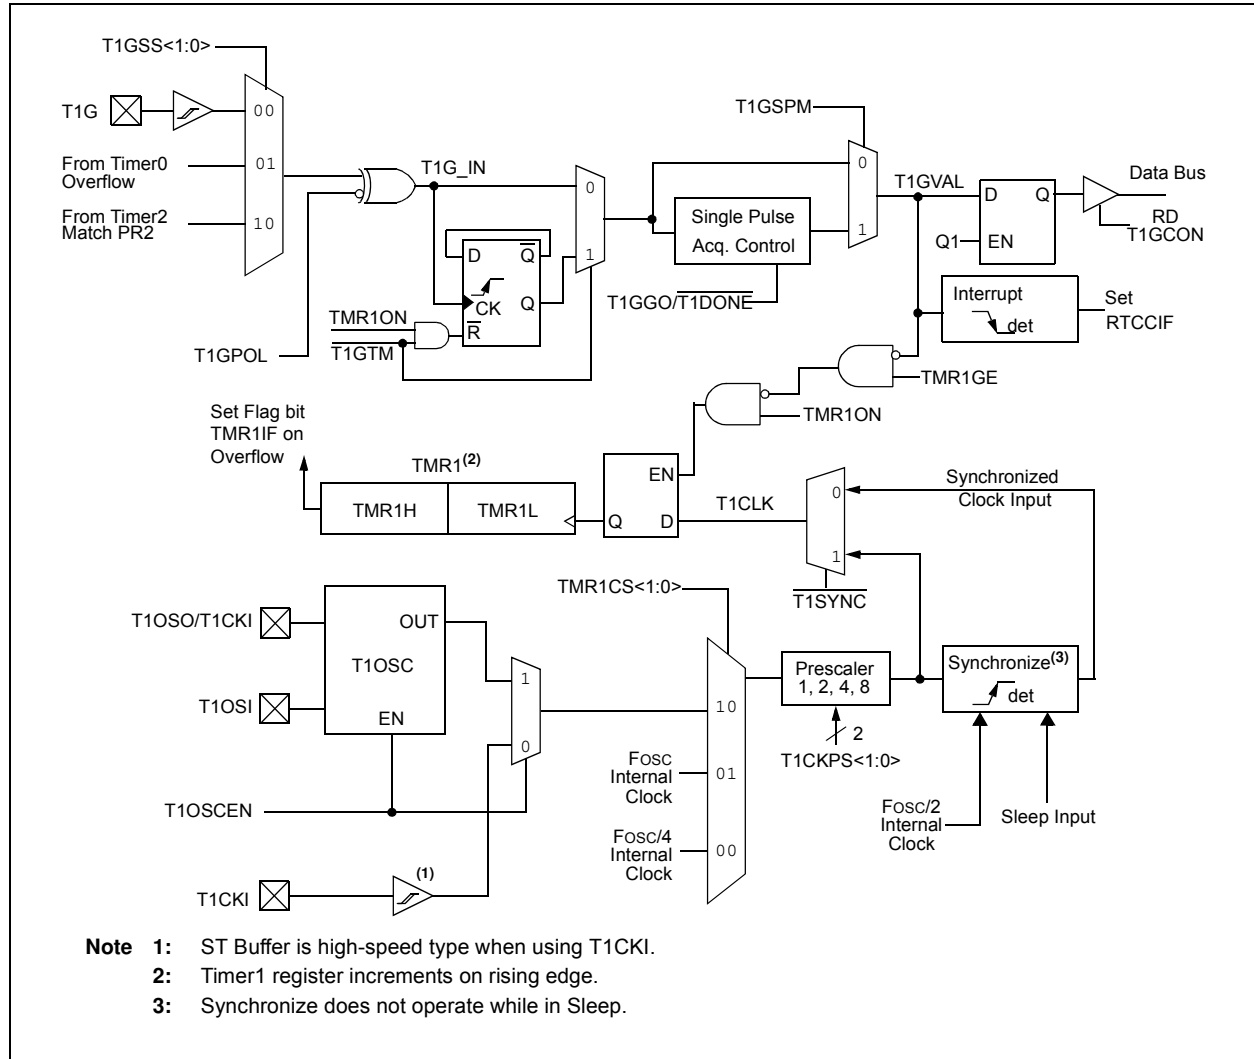 T1GSS<1:0>
T1G
00
From Timer0
Overflow
01
From Timer2
Match PR2
10
T1GPOL
T1G_IN
0
1
D
Q
CK
Q
R
TMR1ON
T1GTM
Single Pulse
Acq. Control
T1GGO/T1DONE
T1GSPM
0
1
T1GVAL
D
Q
Q1
EN
Data Bus
RD
T1GCON
Interrupt
det
Set
RTCCIF
TMR1GE
TMR1ON
Set Flag bit
TMR1IF on
Overflow
TMR1(2)
TMR1H
TMR1L
EN
Q
D
T1CLK
0
1
T1SYNC
Synchronized
Clock Input
TMR1CS<1:0>
T1OSO/T1CKI
OUT
T1OSC
T1OSI
EN
1
0
T1OSCEN
T1CKI
(1)
10
FOSC
Internal
Clock
01
FOSC/4
Internal
Clock
00
Prescaler
1, 2, 4, 8
2
T1CKPS<1:0>
Synchronize(3)
det
FOSC/2
Internal
Clock
Sleep Input
Note 1: ST Buffer is high-speed type when using T1CKI.
2: Timer1 register increments on rising edge.
3: Synchronize does not operate while in Sleep.